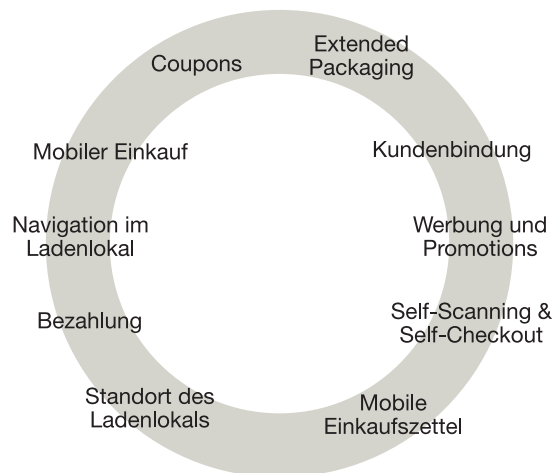 Extended
Packaging
Coupons
Kundenbindung
Mobiler Einkauf
Werbung und
Promotions
Navigation im
Ladenlokal
Self-Scanning &
Self-Checkout
Bezahlung
Mobile
Einkaufszettel
Standort des
Ladenlokals